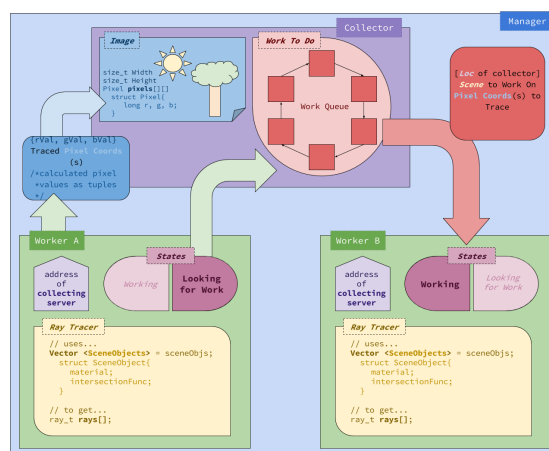 Manager
Collector
Image
size_t Width
size_t Height
Pixel pixels[][]
struct Pixel{
long r, g, b;
}
Work To Do
Work Queue
[Loc of collector]
Scene to Work On
Pixel Coords(s) to
Trace
{rVal, gVal, bVal}
Traced Pixel Coords
(s)
/*calculated pixel
*values as tuples
*/
Worker A
address
of
collecting
server
States
Working
Looking
for Work
Ray Tracer
// uses...
Vector <SceneObjects> = sceneObjs;
struct SceneObject{
material;
intersectionFunc;
}
// to get...
ray_t rays[];
Worker B
address
of
collecting
server
States
Working
Looking
for Work
Ray Tracer
// uses...
Vector <SceneObjects> = sceneObjs;
struct SceneObject{
material;
intersectionFunc;
}
// to get...
ray_t rays[];